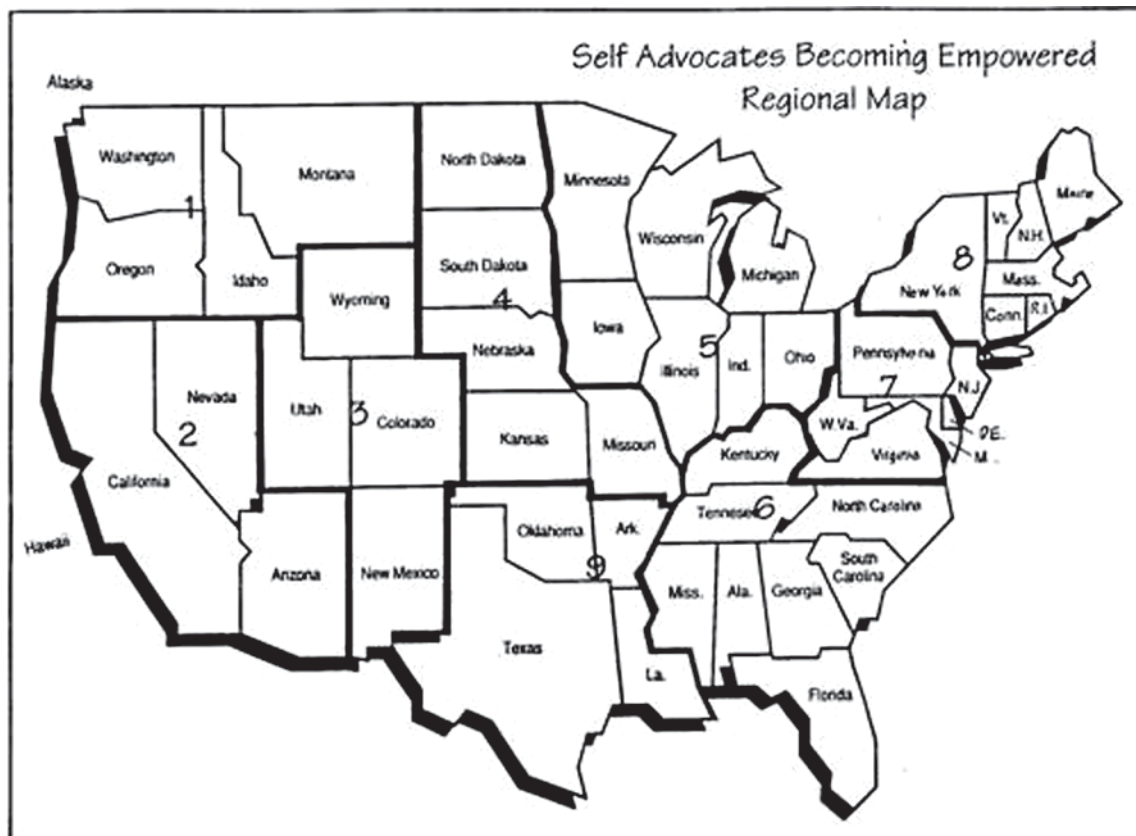 Self Advocates Becoming Empowered
Regional Map
Alaska
Washington
Montana
North Dakota
Minnesota
Maine
1
Vt.
N.H.
Wisconsin
8
Oregon
Idaho
South Dakota
Michigan
Mass.
Wyoming
4
New York
Conn.
R.I.
Iowa
Nebraska
5
Illinois
Ind.
Ohio
Pennsylvania
7
N.J.
Nevada
Utah
3
Colorado
2
W.Va.
DE.
Kansas
Missouri
Kentucky
Virginia
M.
California
Tennesee
6
North Carolina
Oklahoma
Ark.
Hawaii
9
South
Carolina
Arizona
New Mexico
Miss.
Ala.
Georgia
Texas
La.
Florida